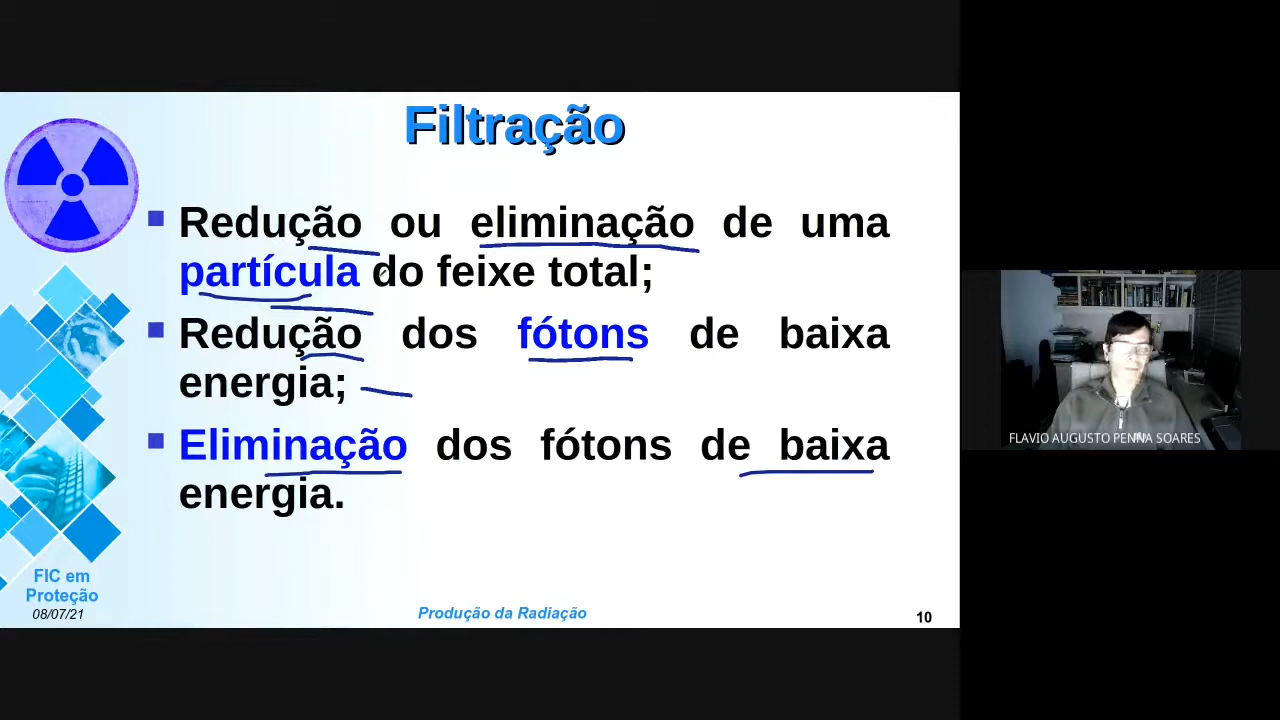 Filtração
Redução ou eliminação de uma
partícula do feixe total;
Redução dos fótons de baixa
energia;
Eliminação dos fótons de baixa
energia.
FIC em
Proteção
08/07/21
Produção da Radiação
10
FLAVIO AUGUSTO PENNA SOARES